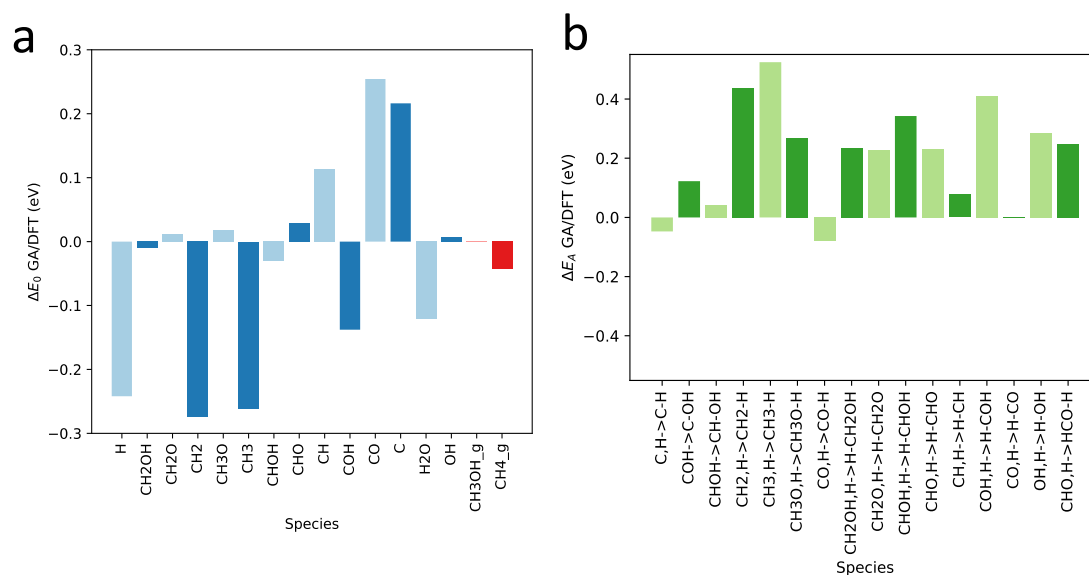 a
0.3
0.2
0.1
0.0
−0.1
−0.2
−0.3
ΔE₀ GA/DFT (eV)
H
CH2OH
CH2O
CH2
CH3O
CH3
CHOH
CHO
CH
COH
CO
C
H2O
OH
CH3OH_g
CH4_g
Species
b
0.4
0.2
0.0
−0.2
−0.4
ΔE_A GA/DFT (eV)
C,H->C-H
COH->C-OH
CHOH->CH-OH
CH2,H->CH2-H
CH3,H->CH3-H
CH3O,H->CH3O-H
CO,H->CO-H
CH2OH,H->H-CH2OH
CH2O,H->H-CH2O
CHOH,H->H-CHOH
CHO,H->H-CHO
CH,H->H-CH
COH,H->H-COH
CO,H->H-CO
OH,H->H-OH
CHO,H->HCO-H
Species